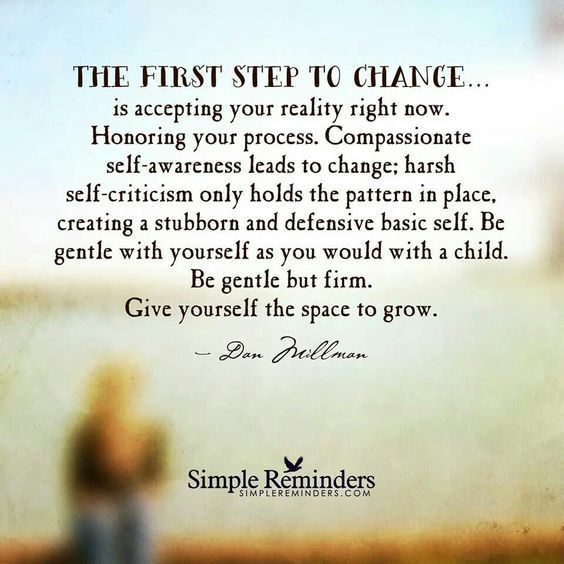 THE FIRST STEP TO CHANGE...
is accepting your reality right now.
Honoring your process. Compassionate
self-awareness leads to change; harsh
self-criticism only holds the pattern in place,
creating a stubborn and defensive basic self. Be
gentle with yourself as you would with a child.
Be gentle but firm.
Give yourself the space to grow.
— Dan Millman
Simple Reminders
SIMPLEREMINDERS.COM